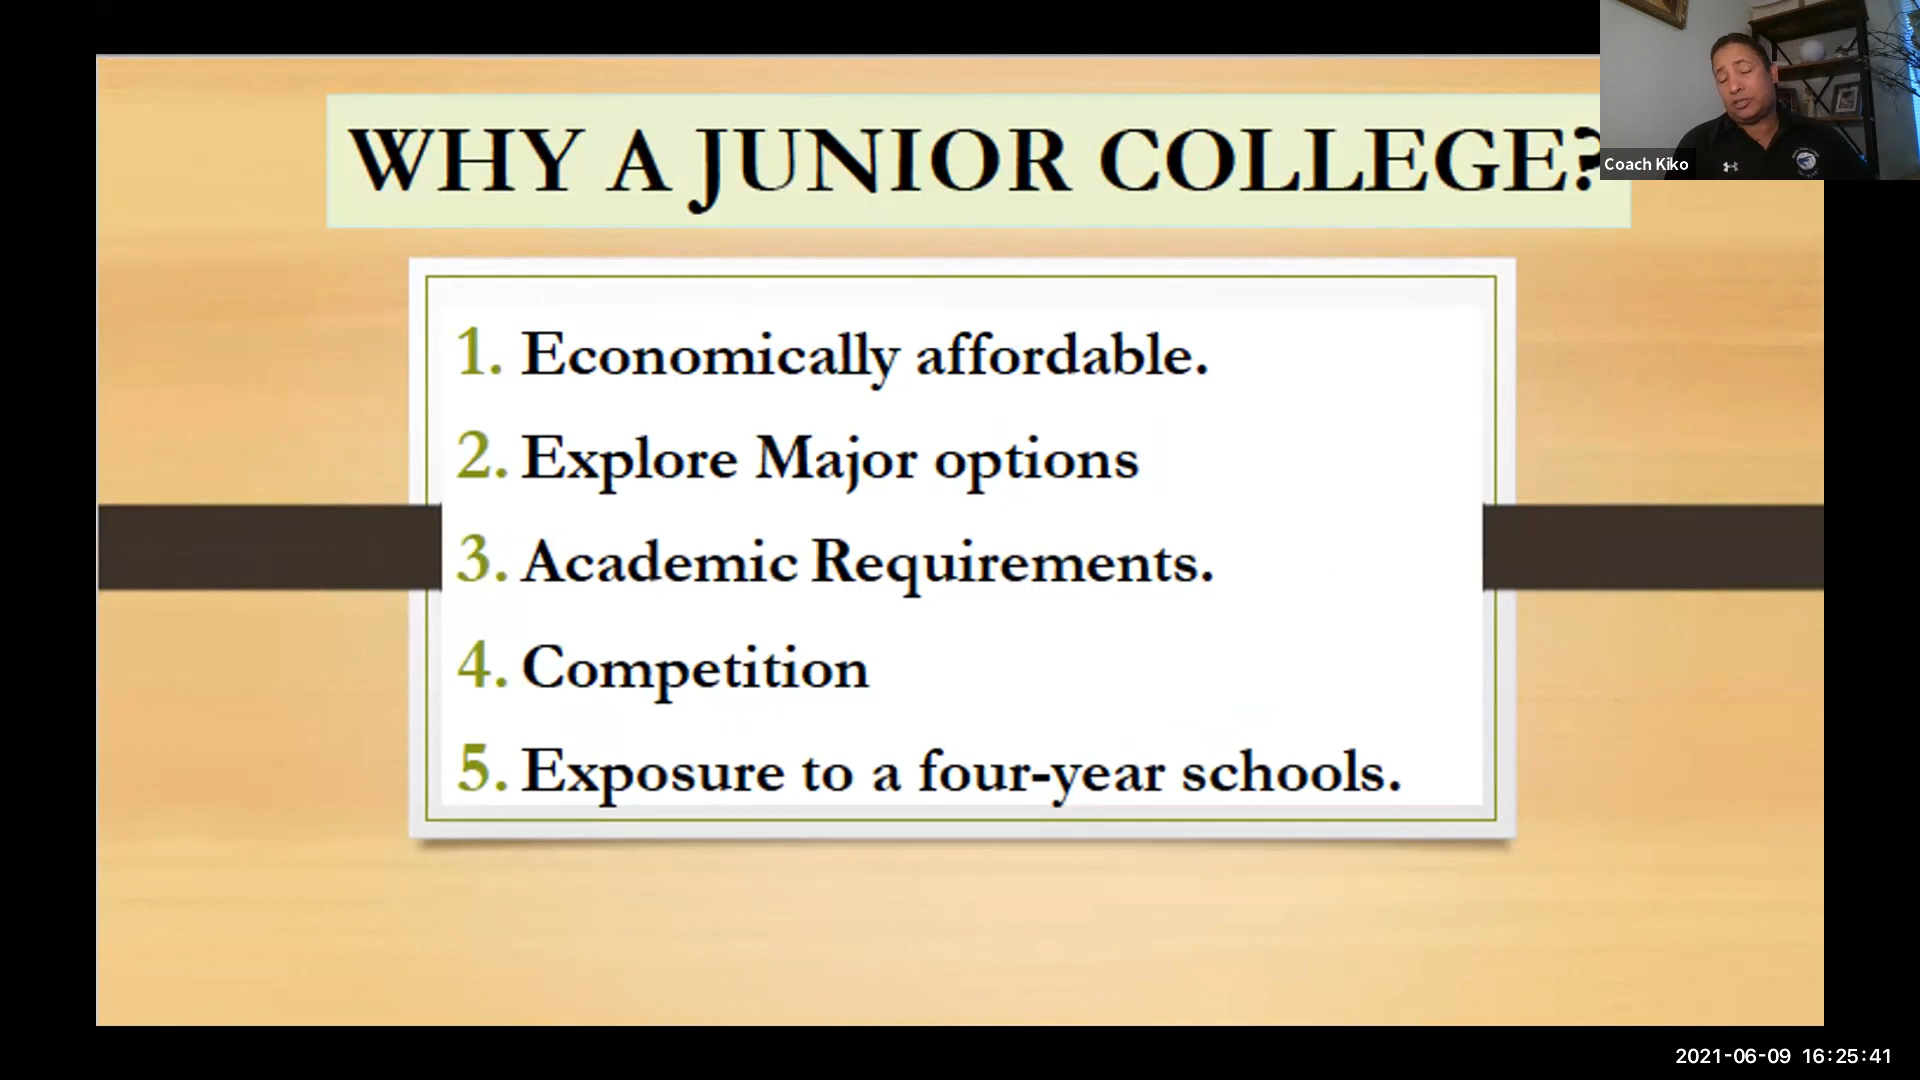 WHY A JUNIOR COLLEGE?
Coach Kiko
1. Economically affordable.
2. Explore Major options
3. Academic Requirements.
4. Competition
5. Exposure to a four-year schools.
2021-06-09 16:25:41